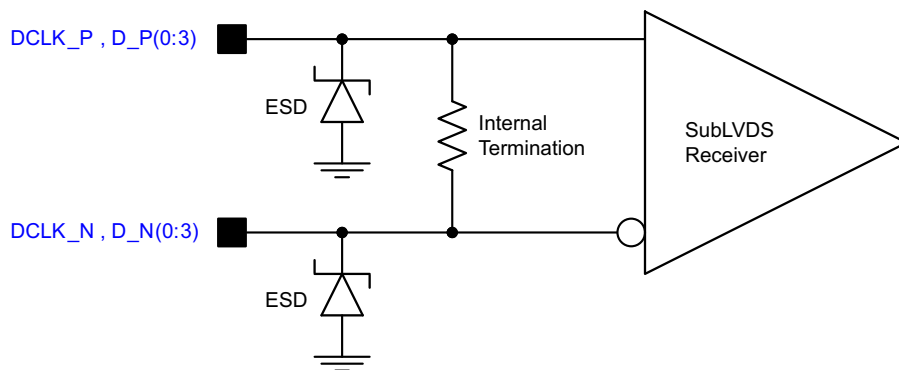 DCLK_P , D_P(0:3)
ESD
Internal
Termination
SubLVDS
Receiver
DCLK_N , D_N(0:3)
ESD